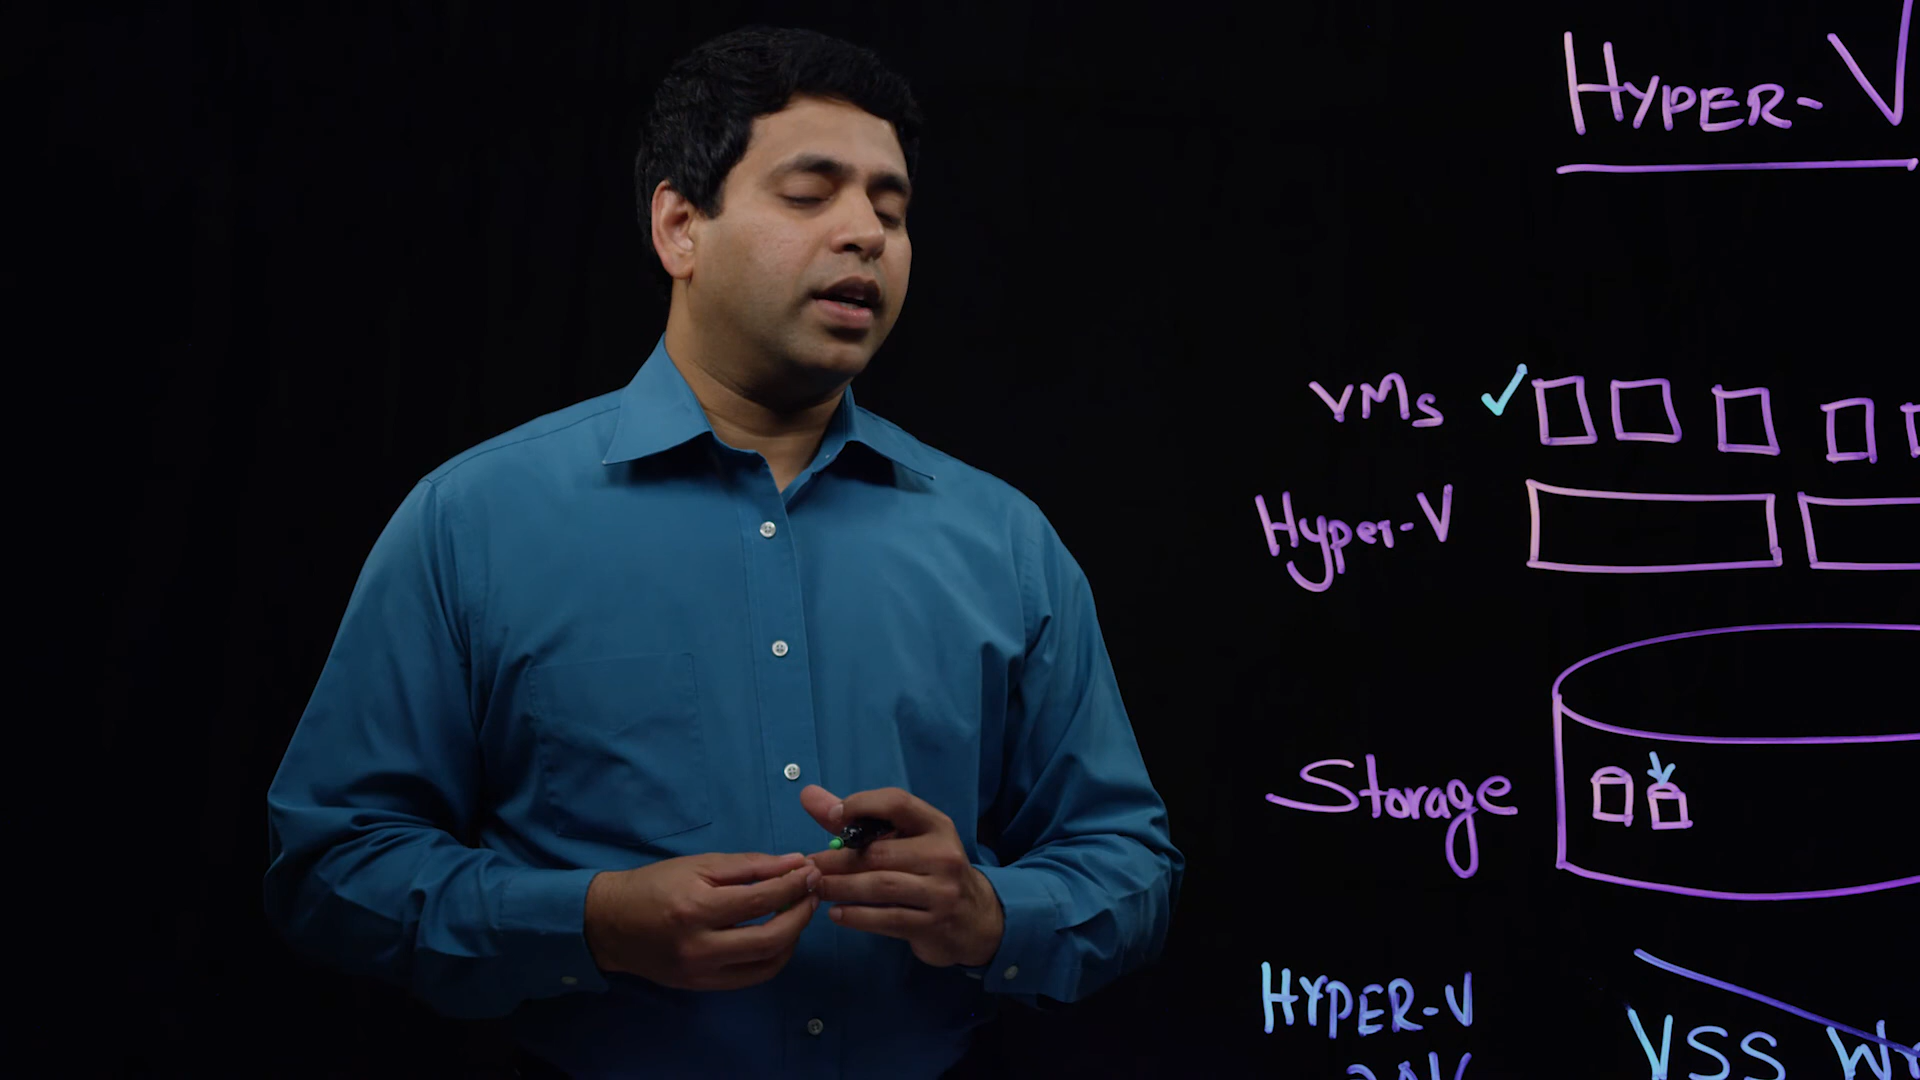 HYPER-V
VMs
Hyper-V
Storage
HYPER-V
VSS